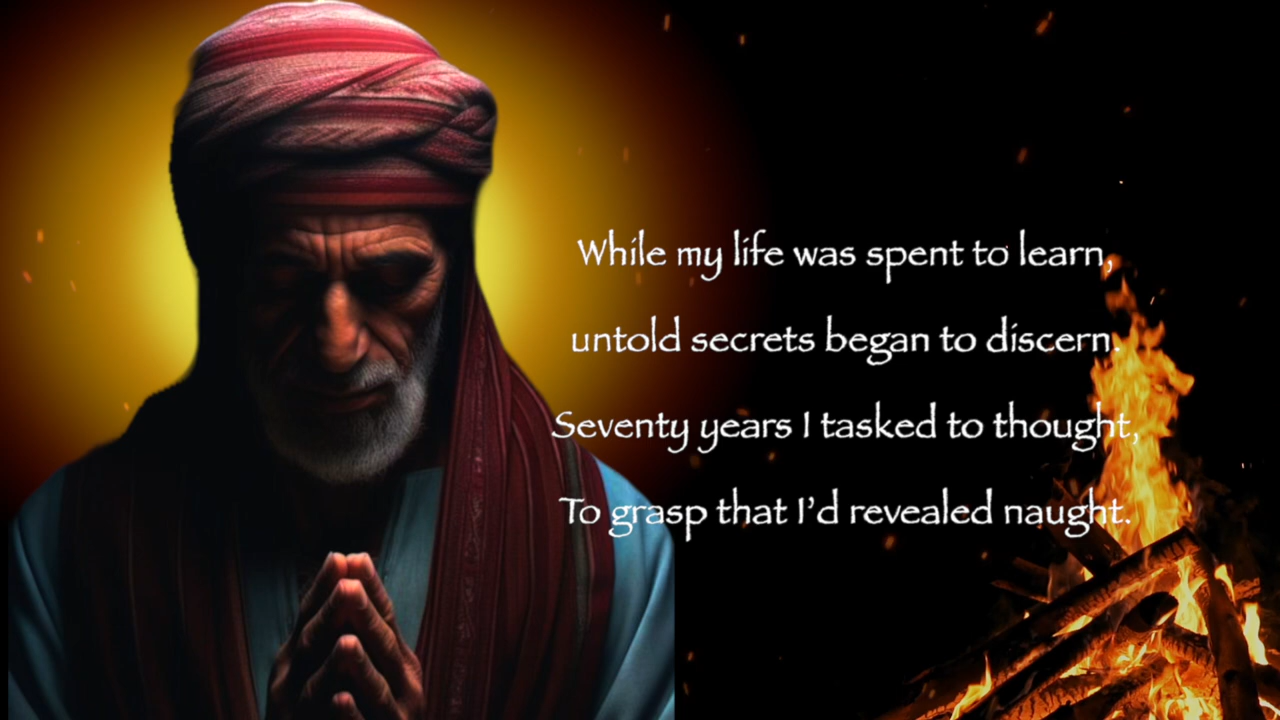 While my life was spent to learn,
untold secrets began to discern.
Seventy years I tasked to thought,
To grasp that I’d revealed naught.